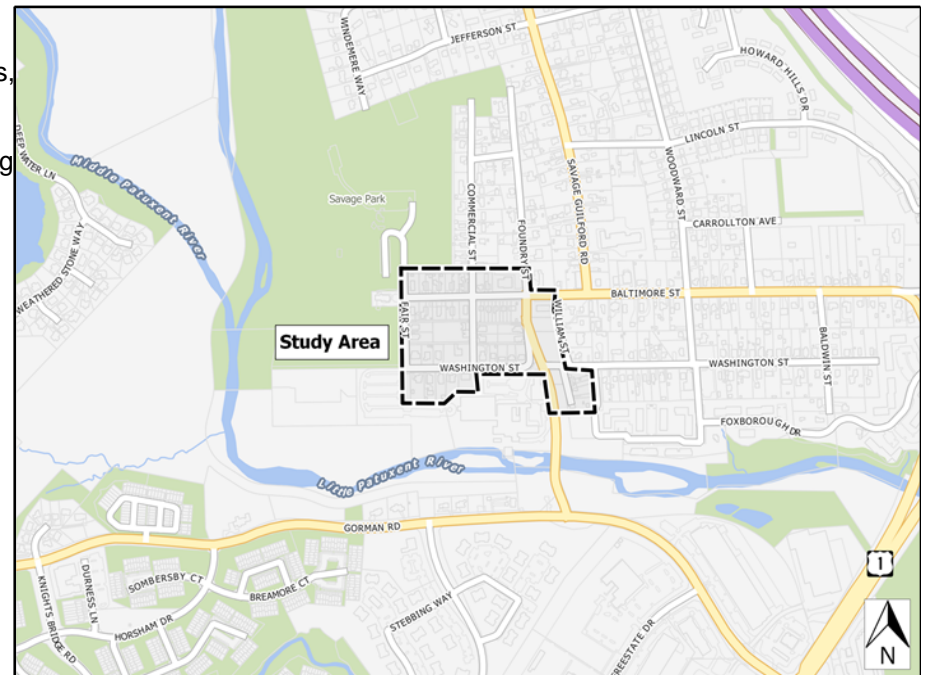 s,
g
WINDEMERE WAY
JEFFERSON ST
HOWARD HILLS DR
LINCOLN ST
DEEP WATER LN
Middle Patuxent River
WOODWARD ST
SAVAGE GUILFORD RD
Savage Park
COMMERCIAL ST
FOUNDRY ST
CARROLLTON AVE
WEATHERED STONE WAY
BALTIMORE ST
FAIR ST
WILLIAM ST
Study Area
BALDWIN ST
WASHINGTON ST
WASHINGTON ST
FOXBOROUGH DR
Little Patuxent River
GORMAN RD
1
KNIGHTS BRIDGE RD
DURNESS LN
SOMBERSBY CT
BREAMORE CT
STEBBING WAY
HORSHAM DR
FREESTATE DR
N